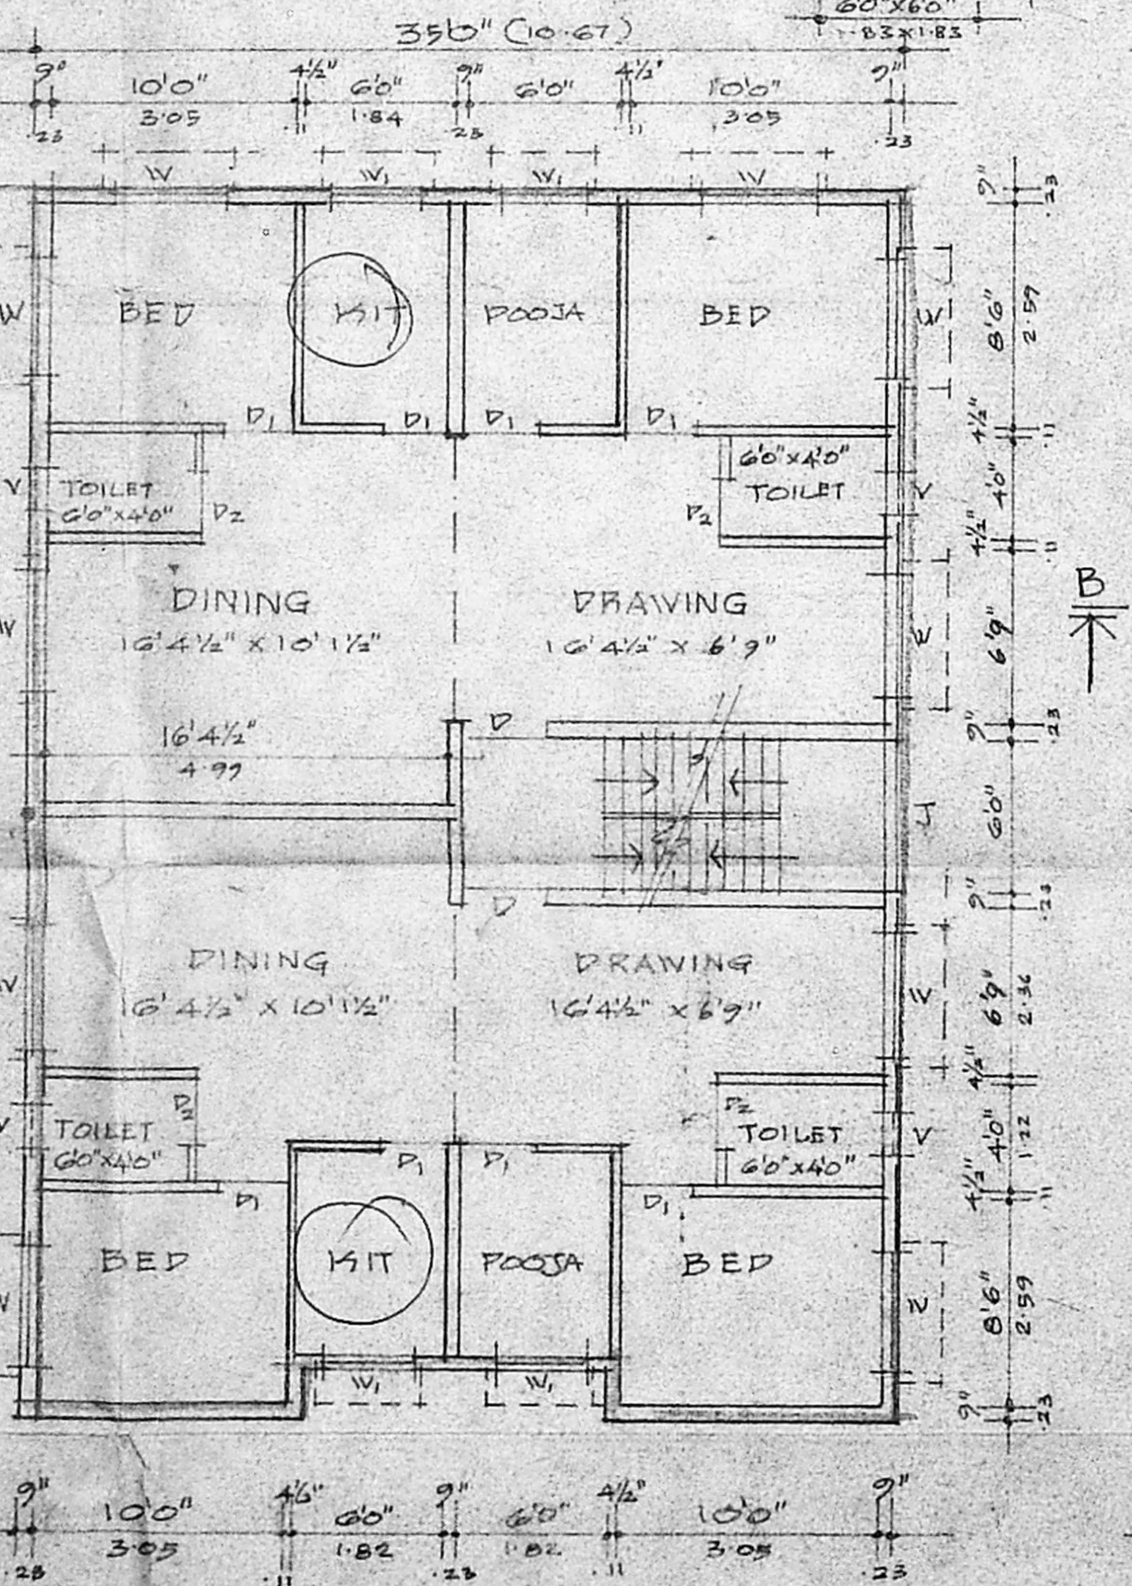 60"x60"
.83x1.83
35'0" (10.67)
9" 10'0" 4½" 6'0" 9" 6'0" 4½" 10'0" 9"
.23 3.05 .11 1.84 .23 .11 3.05 .23
W W₁ W₁ W
9" .23
W BED KIT POOJA BED W 8'6" 2.59
D₁ D₁ D₁ D₁ 4½" .11
V TOILET 6'0"x4'0" V 4'0"
6'0"x4'0" D₂ D₂ TOILET
4½" .11
B
DINING DRAWING
W 16'4½" x 10'1½" 16'4½" x 6'9" W 6'9"
D 9" .23
16'4½"
4.99
6'0"
D 9" .23
DINING DRAWING
W 16'4½" x 10'1½" 16'4½" x 6'9" W 6'9" 2.36
4½"
D₂ D₂
V TOILET TOILET V 4'0" 1.22
6'0"x4'0" 6'0"x4'0"
D₁ D₁
D₁ D₁ 4½" .11
BED KIT POOJA BED
W W 8'6" 2.59
W₁ W₁
9" .23
9" 10'0" 4½" 6'0" 9" 6'0" 4½" 10'0" 9"
.23 3.05 .11 1.82 .23 1.82 .11 3.05 .23